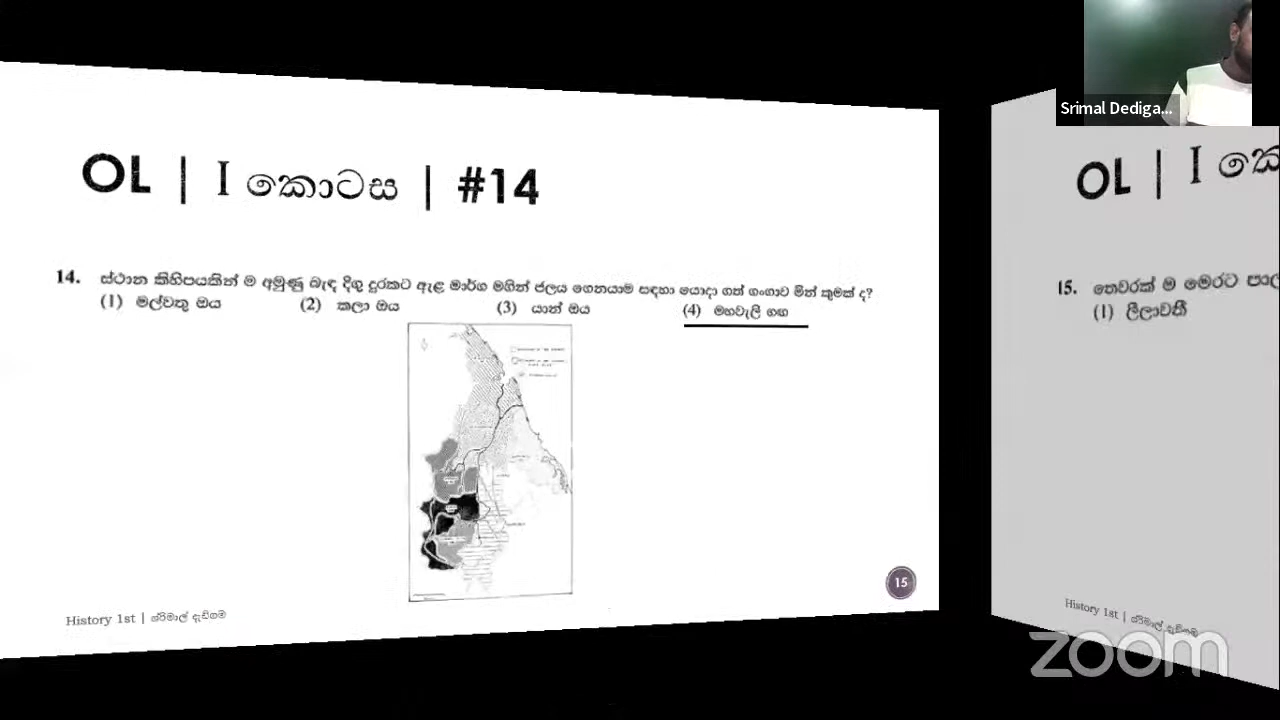 Srimal Dediga...
OL | I කොටස | #14
14. ස්ථාන කිහිපයකින් ම අමුණු බැඳ දිගු දුරකට ඇළ මාර්ග මගින් ජලය ගෙනයාම සඳහා යොදා ගත් ගංගාව මින් කුමක් ද?
(1) මල්වතු ඔය (2) කලා ඔය (3) යාන් ඔය (4) මහවැලි ගඟ
15
History 1st | ශ්රිමාල් දැඩිගම
OL | I කො
15. තෙවරක් ම මෙරට පාල
(1) ලීලාවතී
History 1st | ශ්රිමාල් දැඩිගම
zoom